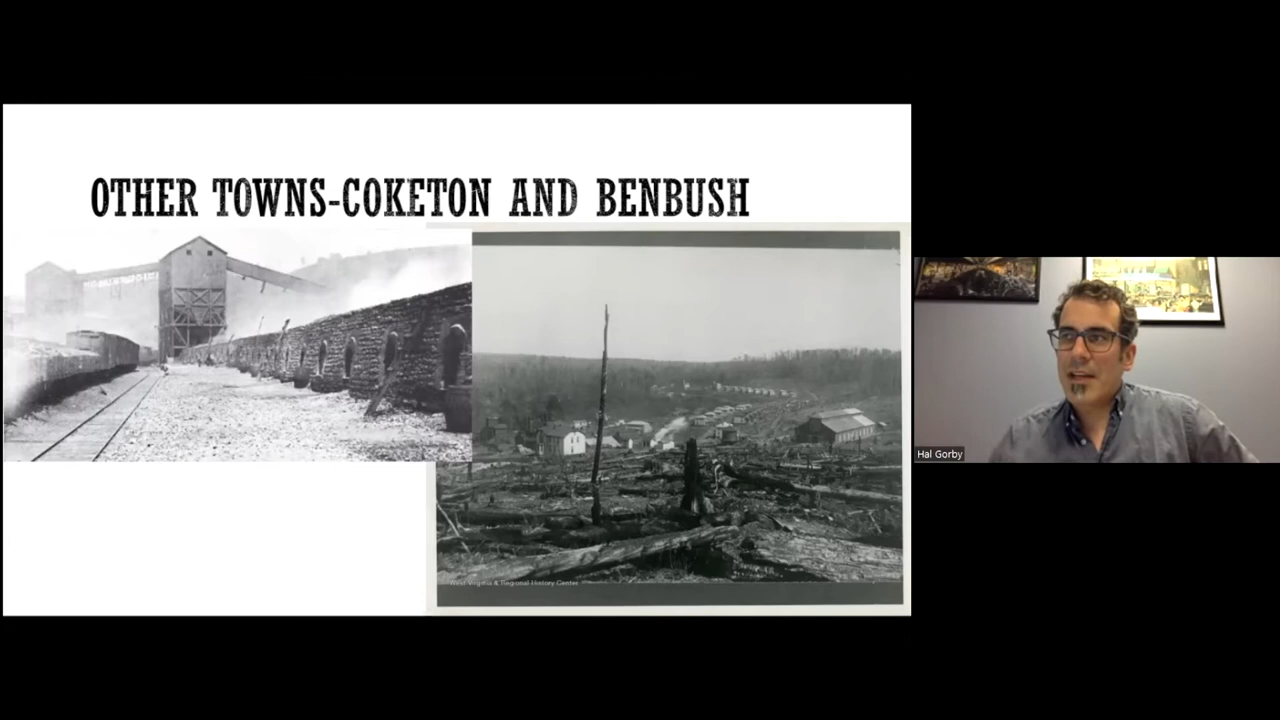 OTHER TOWNS-COKETON AND BENBUSH
West Virginia & Regional History Center
Hal Gorby